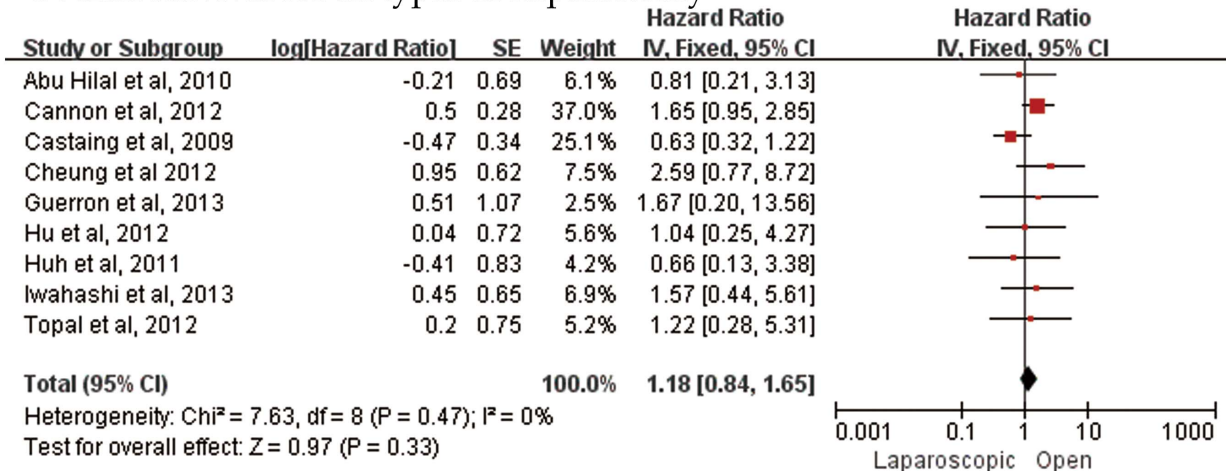 Hazard Ratio Hazard Ratio
Study or Subgroup log[Hazard Ratio] SE Weight IV, Fixed, 95% CI IV, Fixed, 95% CI
Abu Hilal et al, 2010 -0.21 0.69 6.1% 0.81 [0.21, 3.13]
Cannon et al, 2012 0.5 0.28 37.0% 1.65 [0.95, 2.85]
Castaing et al, 2009 -0.47 0.34 25.1% 0.63 [0.32, 1.22]
Cheung et al 2012 0.95 0.62 7.5% 2.59 [0.77, 8.72]
Guerron et al, 2013 0.51 1.07 2.5% 1.67 [0.20, 13.56]
Hu et al, 2012 0.04 0.72 5.6% 1.04 [0.25, 4.27]
Huh et al, 2011 -0.41 0.83 4.2% 0.66 [0.13, 3.38]
Iwahashi et al, 2013 0.45 0.65 6.9% 1.57 [0.44, 5.61]
Topal et al, 2012 0.2 0.75 5.2% 1.22 [0.28, 5.31]
Total (95% CI) 100.0% 1.18 [0.84, 1.65]
Heterogeneity: Chi² = 7.63, df = 8 (P = 0.47); I² = 0%
Test for overall effect: Z = 0.97 (P = 0.33)
0.001 0.1 1 10 1000
Laparoscopic Open